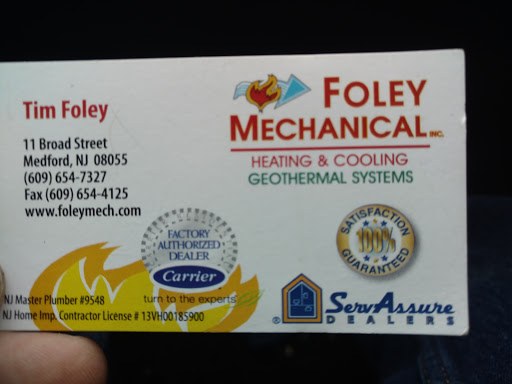 Tim Foley
11 Broad Street
Medford, NJ 08055
(609) 654-7327
Fax (609) 654-4125
www.foleymech.com
FOLEY
MECHANICAL INC.
HEATING & COOLING
GEOTHERMAL SYSTEMS
FACTORY
AUTHORIZED
DEALER
Carrier
turn to the experts
SATISFACTION
100%
GUARANTEED
NJ Master Plumber #9548
NJ Home Imp. Contractor License # 13VH00185900
® ServAssure
DEALERS